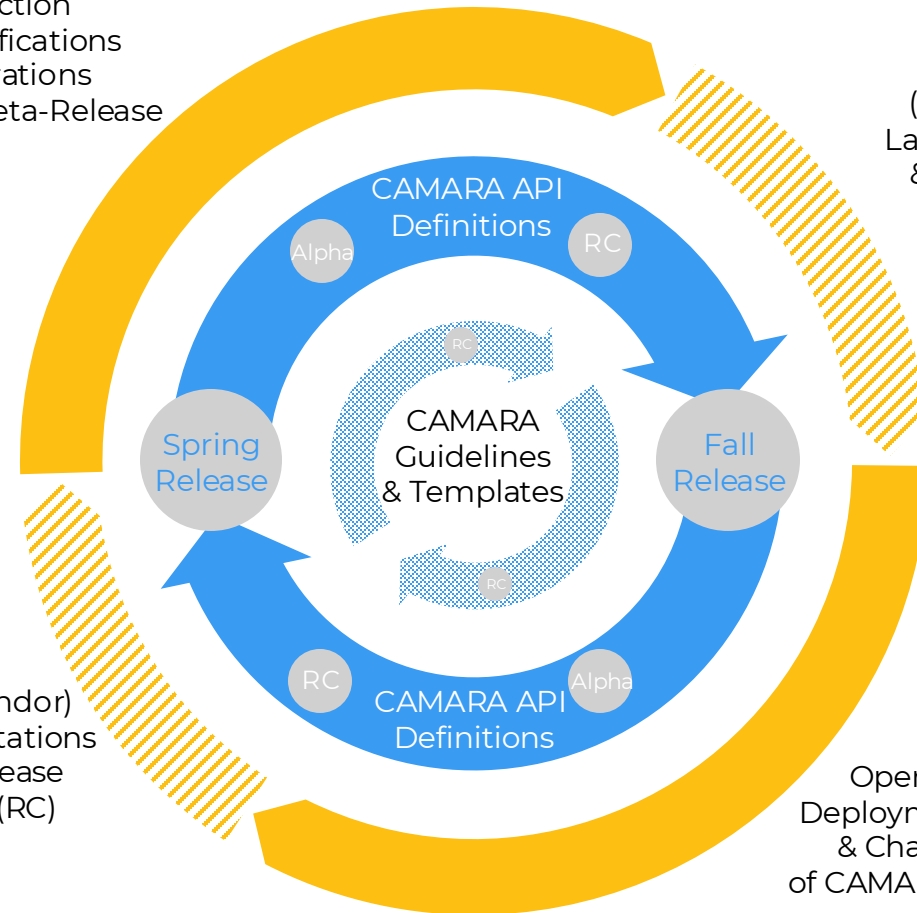 ction
fications
rations
eta-Release
(
La
&
CAMARA API
Definitions
Alpha
RC
RC
CAMARA
Guidelines
& Templates
Spring
Release
Fall
Release
RC
RC
Alpha
CAMARA API
Definitions
ndor)
tations
ease
(RC)
Oper
Deployn
& Cha
of CAMA